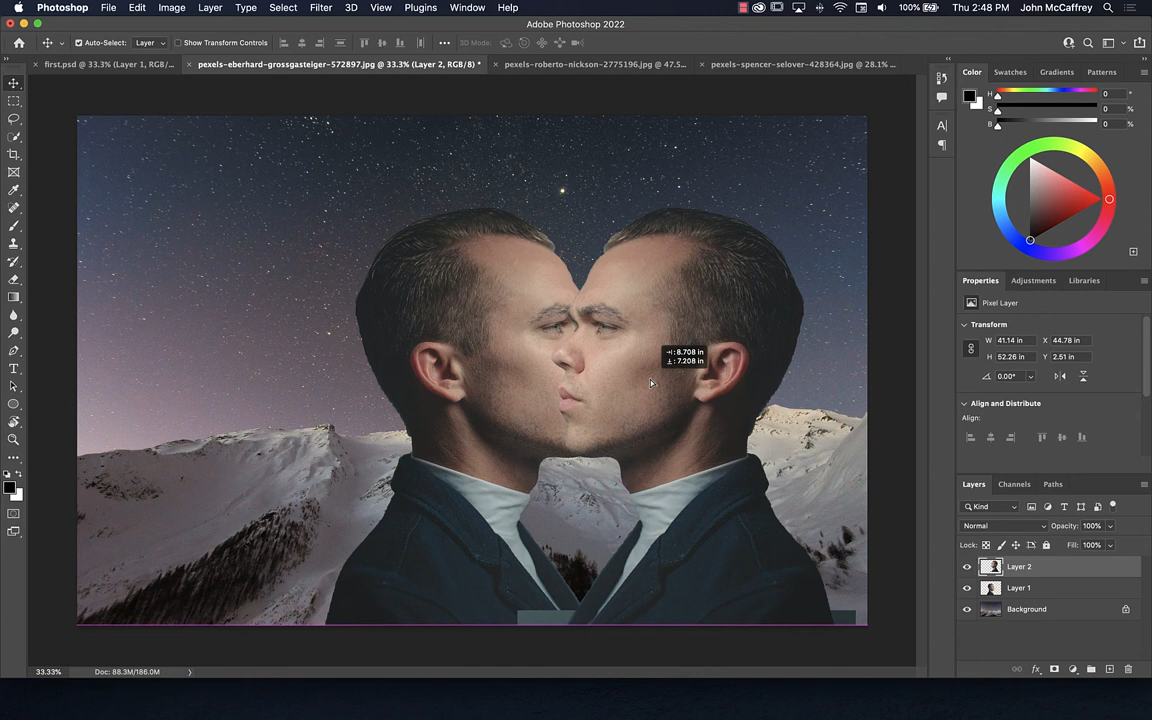 Photoshop File Edit Image Layer Type Select Filter 3D View Plugins Window Help 100% Thu 2:48 PM John McCaffrey
Adobe Photoshop 2022
Auto-Select: Layer Show Transform Controls 3D Mode:
first.psd @ 33.3% (Layer 1, RGB/... pexels-eberhard-grossgasteiger-572897.jpg @ 33.3% (Layer 2, RGB/8) * pexels-roberto-nickson-2775196.jpg @ 47.5... pexels-spencer-selover-428364.jpg @ 28.1% ...
Color Swatches Gradients Patterns
H 0 °
S 0 %
B 0 %
Properties Adjustments Libraries
Pixel Layer
Transform
W 41.14 in X 44.78 in
H 52.26 in Y 2.51 in
0.00°
Align and Distribute
Align:
: 8.708 in
: 7.208 in
Layers Channels Paths
Kind
Normal Opacity: 100%
Lock: Fill: 100%
Layer 2
Layer 1
Background
33.33% Doc: 88.3M/186.0M